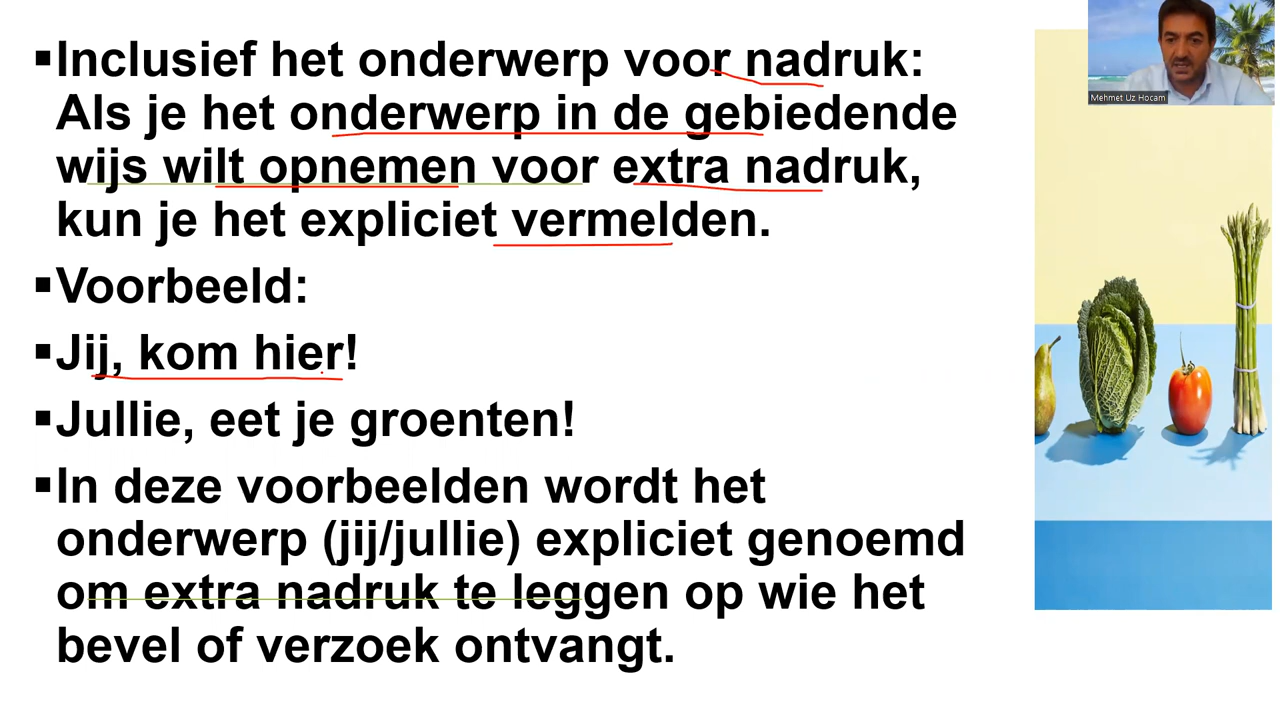 ▪Inclusief het onderwerp voor nadruk:
Als je het onderwerp in de gebiedende
wijs wilt opnemen voor extra nadruk,
kun je het expliciet vermelden.
▪Voorbeeld:
▪Jij, kom hier!
▪Jullie, eet je groenten!
▪In deze voorbeelden wordt het
onderwerp (jij/jullie) expliciet genoemd
om extra nadruk te leggen op wie het
bevel of verzoek ontvangt.
Mehmet Uz Hocam